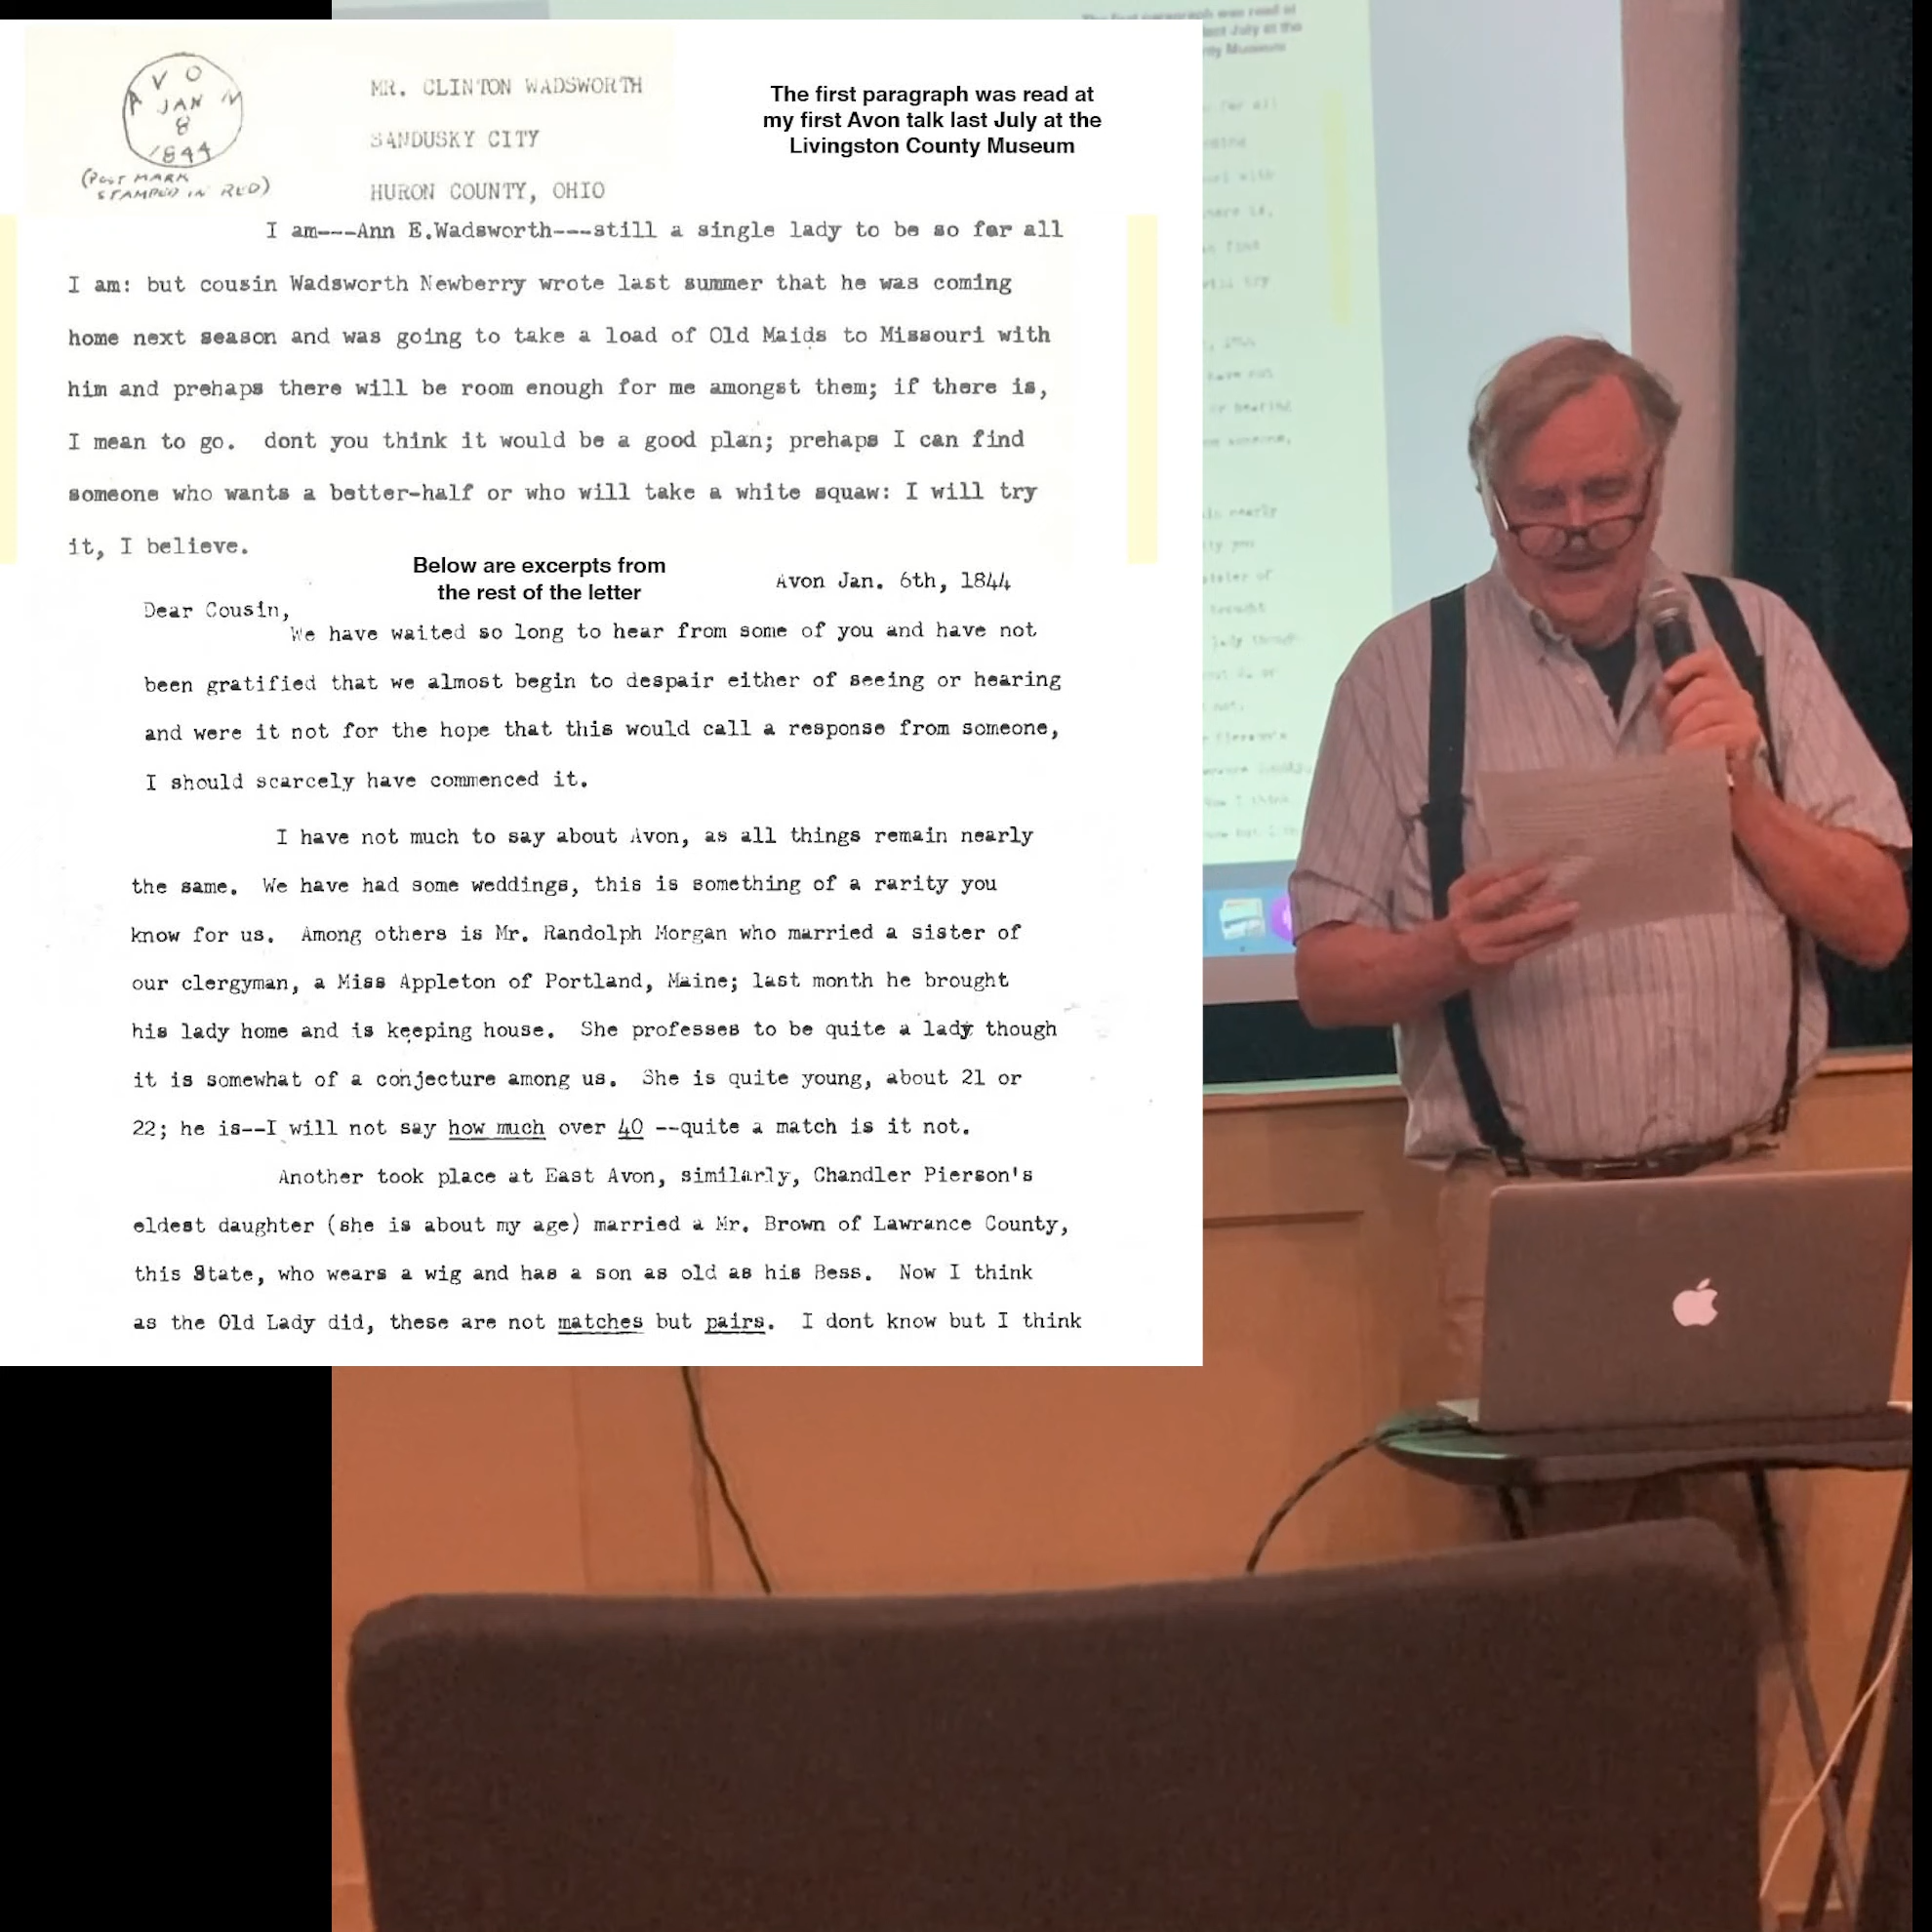 A V O N
JAN
8
1844
(POST MARK
STAMPED IN RED)
MR. CLINTON WADSWORTH
SANDUSKY CITY
HURON COUNTY, OHIO
The first paragraph was read at
my first Avon talk last July at the
Livingston County Museum
I am---Ann E.Wadsworth---still a single lady to be so far all
I am: but cousin Wadsworth Newberry wrote last summer that he was coming
home next season and was going to take a load of Old Maids to Missouri with
him and prehaps there will be room enough for me amongst them; if there is,
I mean to go. dont you think it would be a good plan; prehaps I can find
someone who wants a better-half or who will take a white squaw: I will try
it, I believe.
Below are excerpts from
the rest of the letter
Avon Jan. 6th, 1844
Dear Cousin,
We have waited so long to hear from some of you and have not
been gratified that we almost begin to despair either of seeing or hearing
and were it not for the hope that this would call a response from someone,
I should scarcely have commenced it.
I have not much to say about Avon, as all things remain nearly
the same. We have had some weddings, this is something of a rarity you
know for us. Among others is Mr. Randolph Morgan who married a sister of
our clergyman, a Miss Appleton of Portland, Maine; last month he brought
his lady home and is keeping house. She professes to be quite a lady though
it is somewhat of a conjecture among us. She is quite young, about 21 or
22; he is--I will not say how much over 40 --quite a match is it not.
Another took place at East Avon, similarly, Chandler Pierson's
eldest daughter (she is about my age) married a Mr. Brown of Lawrance County,
this State, who wears a wig and has a son as old as his Bess. Now I think
as the Old Lady did, these are not matches but pairs. I dont know but I think